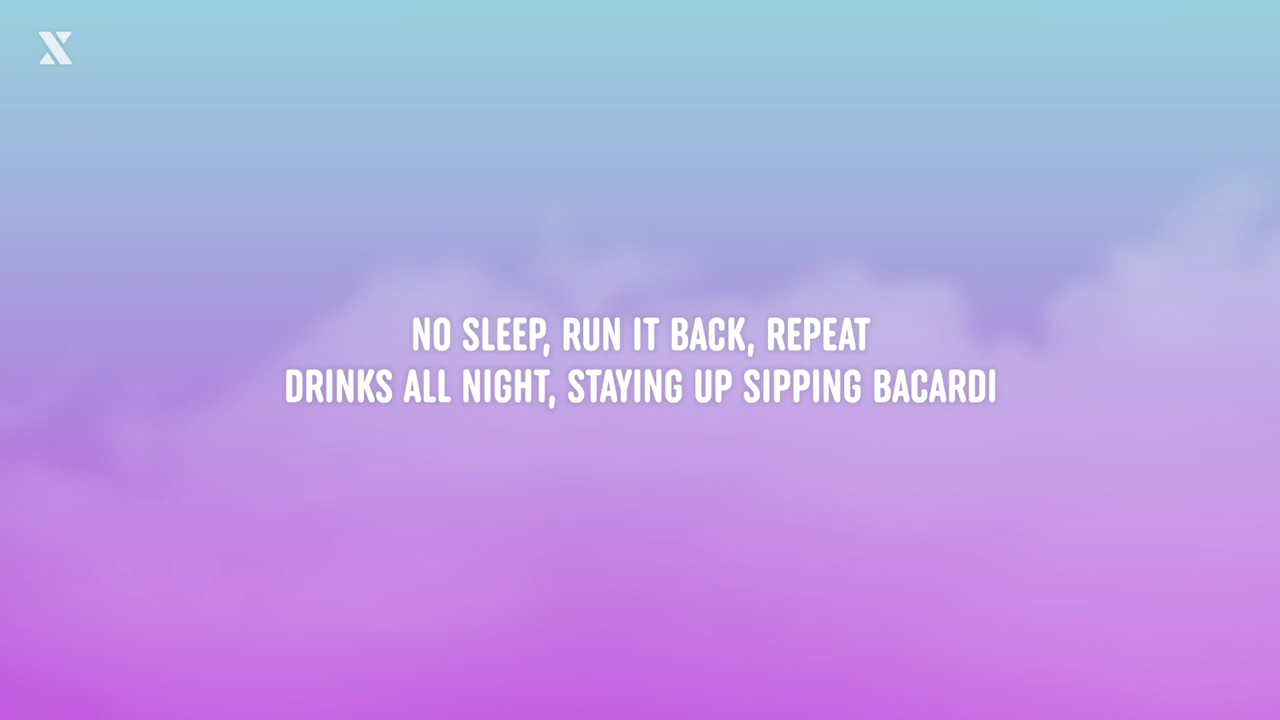 NO SLEEP, RUN IT BACK, REPEAT
DRINKS ALL NIGHT, STAYING UP SIPPING BACARDI